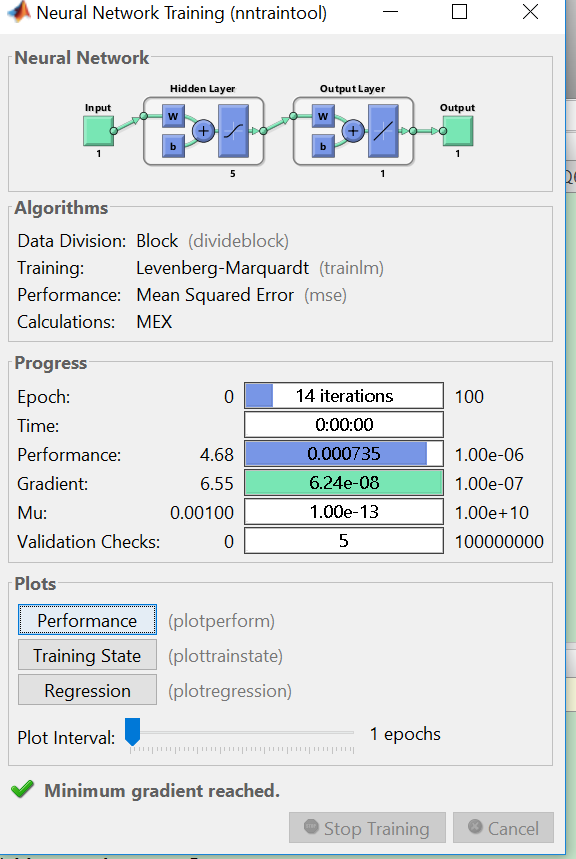 Neural Network Training (nntraintool)
Neural Network
Hidden Layer
Output Layer
Input
Output
W
W
b
b
+
+
1
5
1
1
Algorithms
Data Division: Block (divideblock)
Training: Levenberg-Marquardt (trainlm)
Performance: Mean Squared Error (mse)
Calculations: MEX
Progress
Epoch: 0 14 iterations 100
Time: 0:00:00
Performance: 4.68 0.000735 1.00e-06
Gradient: 6.55 6.24e-08 1.00e-07
Mu: 0.00100 1.00e-13 1.00e+10
Validation Checks: 0 5 100000000
Plots
Performance (plotperform)
Training State (plottrainstate)
Regression (plotregression)
Plot Interval: 1 epochs
Minimum gradient reached.
Stop Training Cancel